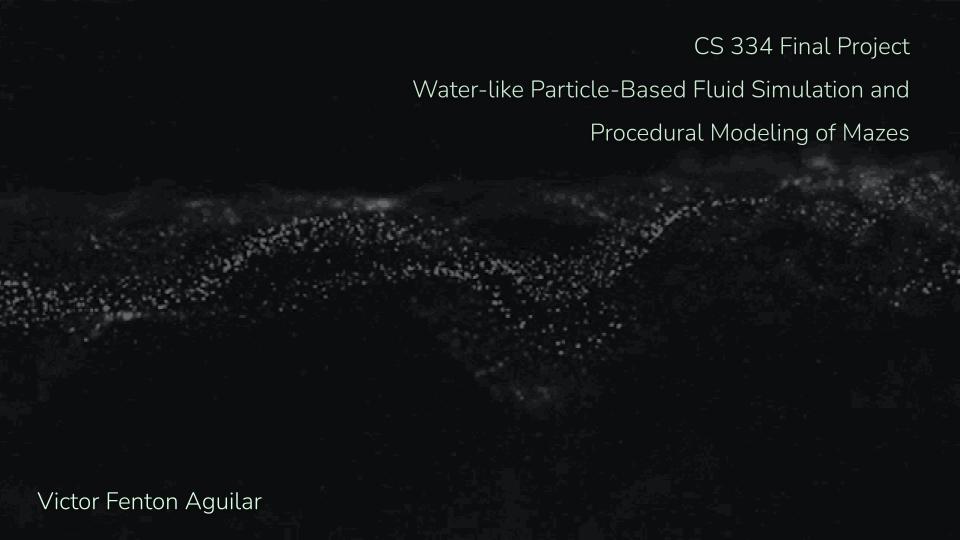 CS 334 Final Project
Water-like Particle-Based Fluid Simulation and
Procedural Modeling of Mazes
Victor Fenton Aguilar